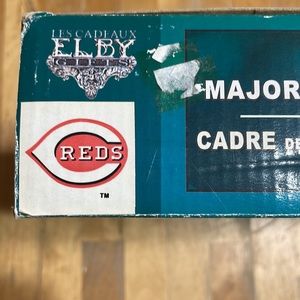 LES CADEAUX
ELBY
GIFTS
MAJOR
CADRE DE
REDS
TM